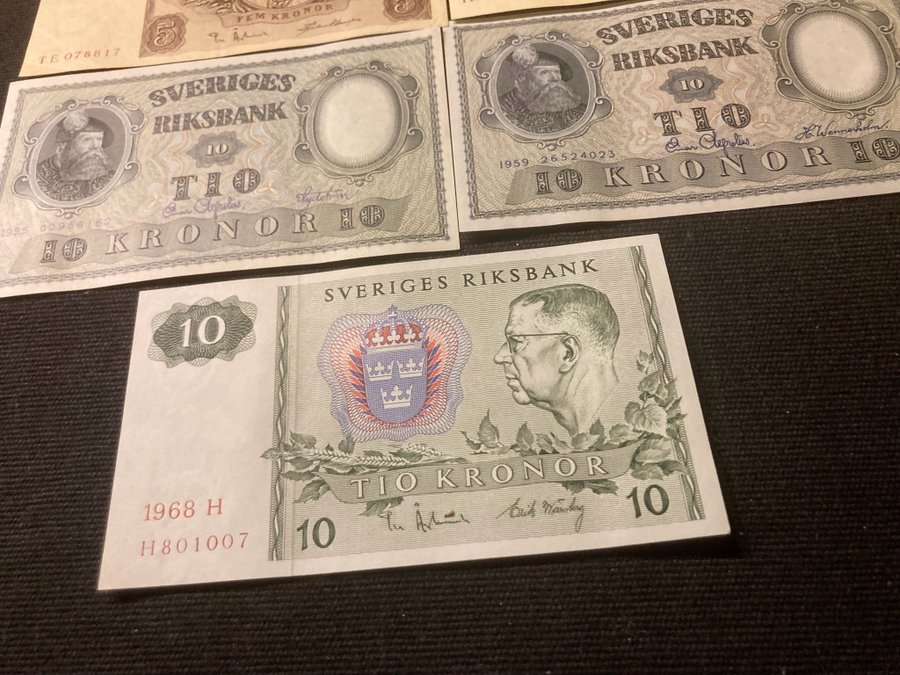 FEM KRONOR
5
5
TE 078817
SVERIGES
RIKSBANK
10
TIO
10 KRONOR 10
SVERIGES
RIKSBANK
10
TIO
1959 26524023
10 KRONOR 10
SVERIGES RIKSBANK
10
TIO KRONOR
1968 H
H801007
10
10